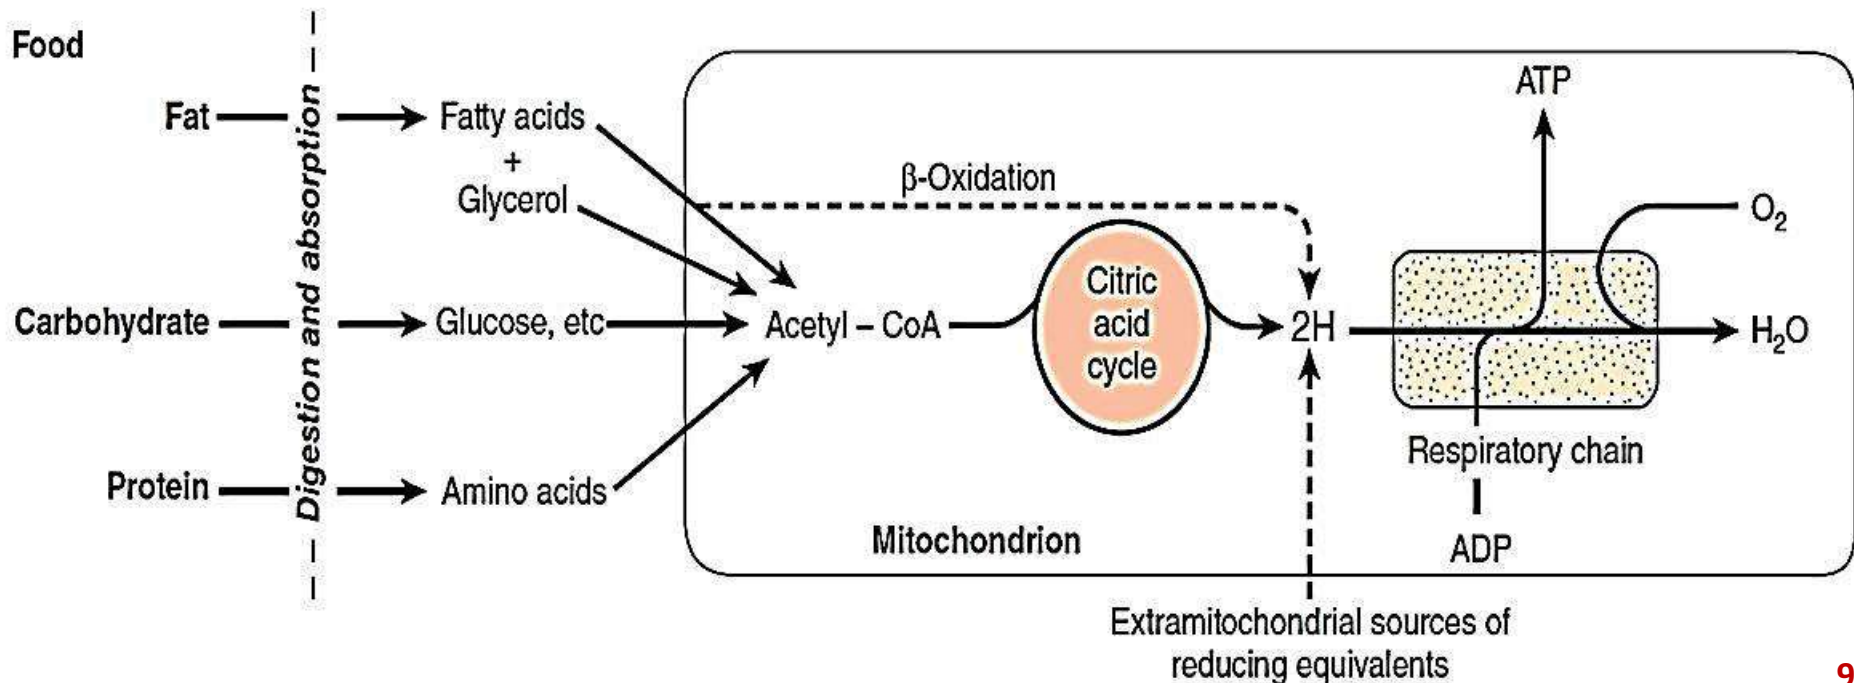 Food
Fat
Digestion and absorption
Fatty acids
+
Glycerol
Carbohydrate
Glucose, etc
Protein
Amino acids
β-Oxidation
Acetyl – CoA
Citric
acid
cycle
2H
ATP
O₂
H₂O
Respiratory chain
ADP
Mitochondrion
Extramitochondrial sources of
reducing equivalents
9